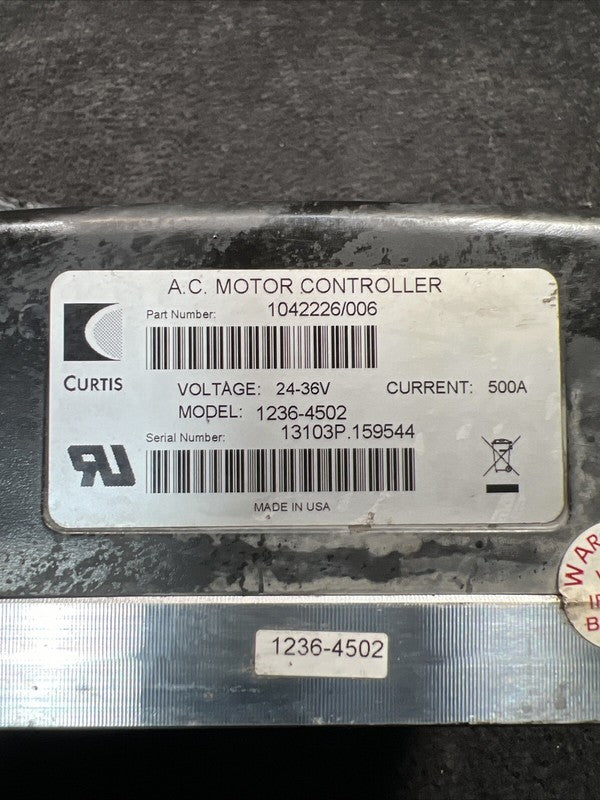 A.C. MOTOR CONTROLLER
Part Number: 1042226/006
CURTIS
VOLTAGE: 24-36V CURRENT: 500A
MODEL: 1236-4502
Serial Number: 13103P.159544
MADE IN USA
1236-4502